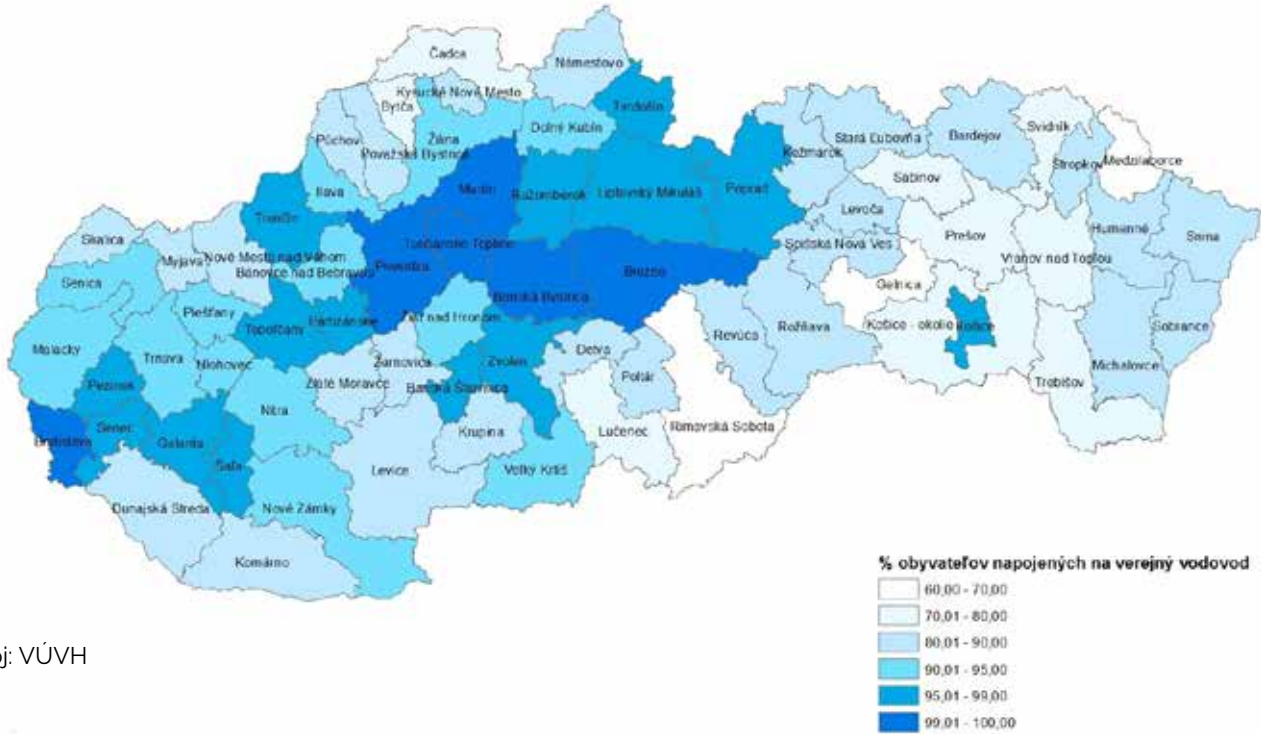 Čadca
Námestovo
Kysucké Nové Mesto
Bytča
Tvrdošín
Púchov
Žilina
Dolný Kubín
Považská Bystrica
Ilava
Martin
Ružomberok
Liptovský Mikuláš
Poprad
Kežmarok
Stará Ľubovňa
Bardejov
Svidník
Stropkov
Medzilaborce
Sabinov
Levoča
Prešov
Humenné
Snina
Trenčín
Skalica
Myjava
Nové Mesto nad Váhom
Bánovce nad Bebravou
Turčianske Teplice
Prievidza
Spišská Nová Ves
Vranov nad Topľou
Brezno
Gelnica
Senica
Banská Bystrica
Piešťany
Topoľčany
Partizánske
Žiar nad Hronom
Revúca
Rožňava
Košice - okolie
Košice
Sobrance
Malacky
Trnava
Hlohovec
Žarnovica
Zvolen
Detva
Michalovce
Pezinok
Zlaté Moravce
Banská Štiavnica
Poltár
Trebišov
Nitra
Krupina
Lučenec
Rimavská Sobota
Bratislava
Senec
Galanta
Šaľa
Levice
Veľký Krtíš
Dunajská Streda
Nové Zámky
Komárno
% obyvateľov napojených na verejný vodovod
60,00 - 70,00
70,01 - 80,00
80,01 - 90,00
90,01 - 95,00
95,01 - 99,00
99,01 - 100,00
oj: VÚVH